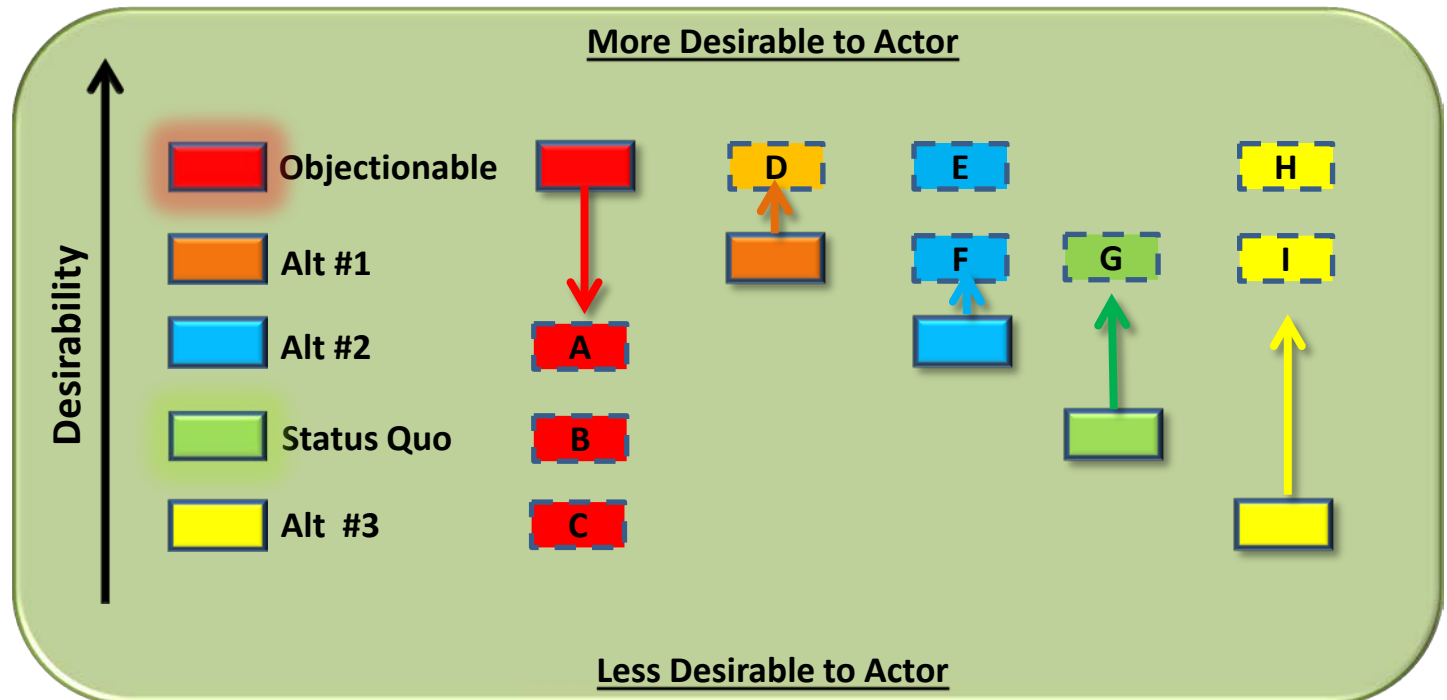 More Desirable to Actor
Desirability
Objectionable
D
E
H
Alt #1
F
G
I
Alt #2
A
Status Quo
B
Alt #3
C
Less Desirable to Actor